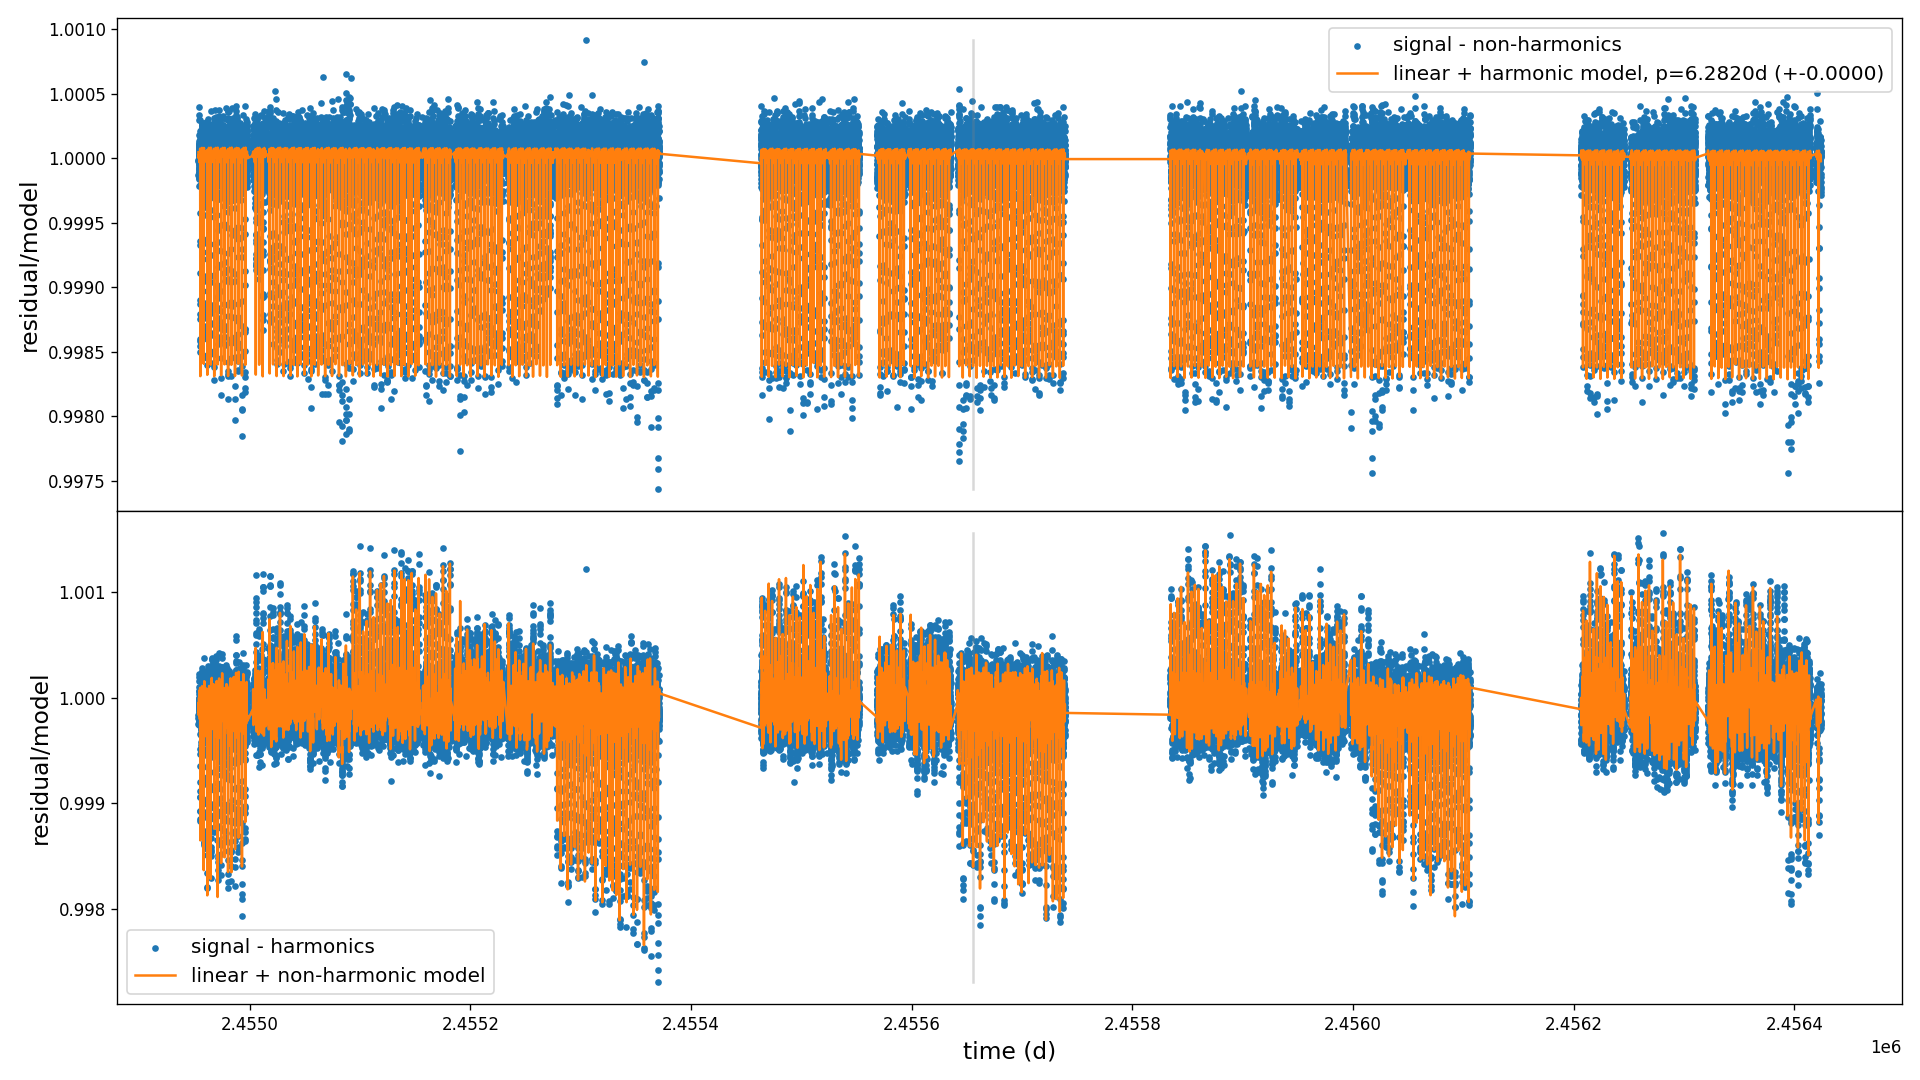 signal - non-harmonics
linear + harmonic model, p=6.2820d (+-0.0000)
1.0010
1.0005
1.0000
0.9995
0.9990
0.9985
0.9980
0.9975
residual/model
1.001
1.000
0.999
0.998
residual/model
signal - harmonics
linear + non-harmonic model
2.4550 2.4552 2.4554 2.4556 2.4558 2.4560 2.4562 2.4564
1e6
time (d)